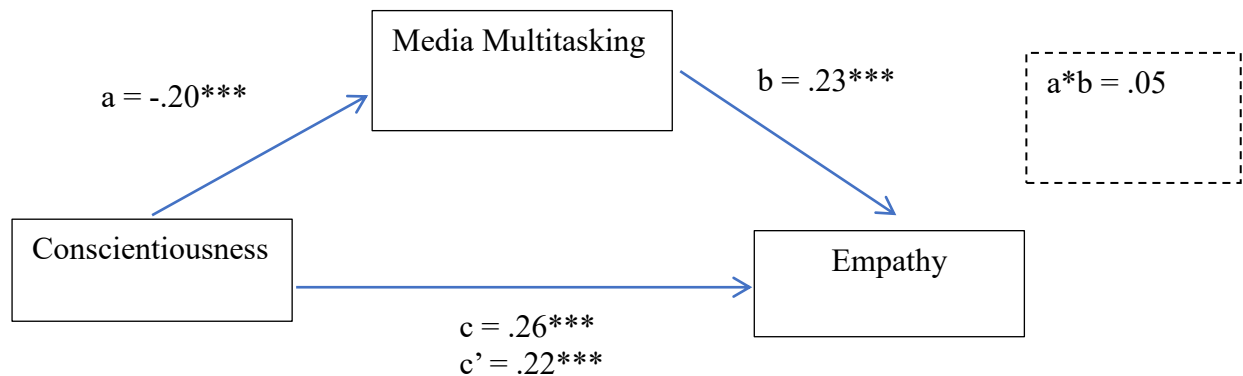 Media Multitasking
a = -.20***
b = .23***
a*b = .05
Conscientiousness
Empathy
c = .26***
c’ = .22***